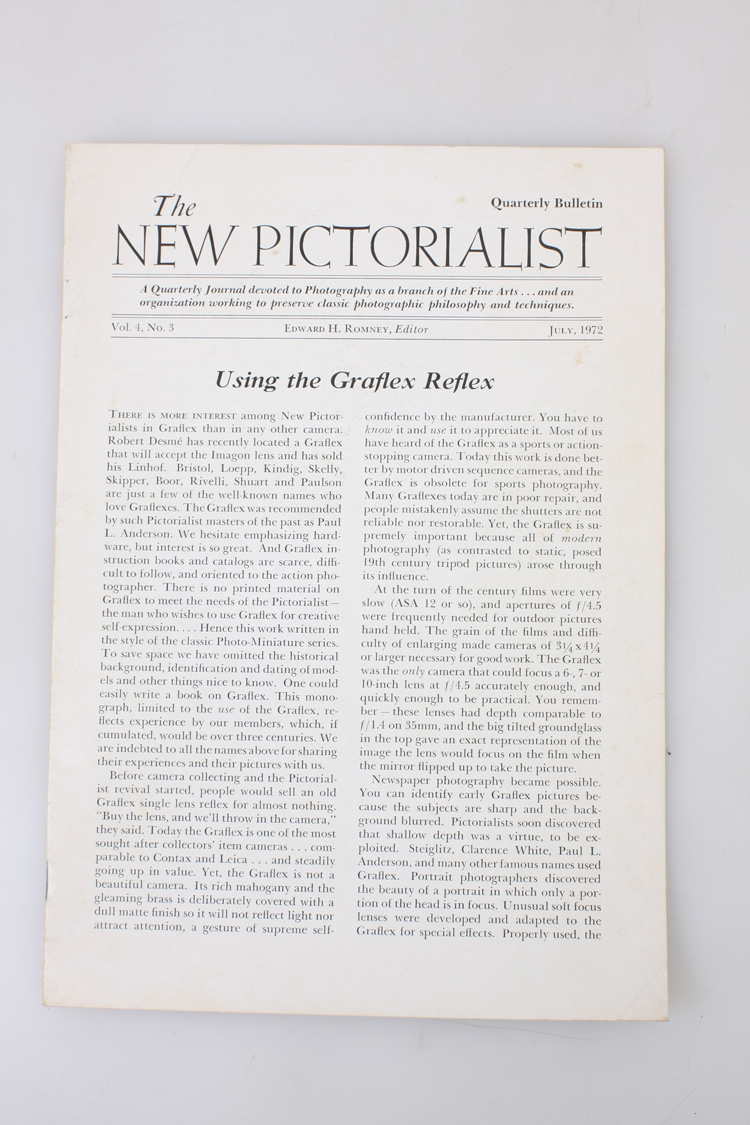 The
Quarterly Bulletin
NEW PICTORIALIST
A Quarterly Journal devoted to Photography as a branch of the Fine Arts . . . and an
organization working to preserve classic photographic philosophy and techniques.
Vol. 4, No. 3
EDWARD H. ROMNEY, Editor
JULY, 1972
Using the Graflex Reflex
THERE IS MORE INTEREST among New Pictor-
ialists in Graflex than in any other camera.
Robert Desmé has recently located a Graflex
that will accept the Imagon lens and has sold
his Linhof. Bristol, Loepp, Kindig, Skelly,
Skipper, Boor, Rivelli, Shuart and Paulson
are just a few of the well-known names who
love Graflexes. The Graflex was recommended
by such Pictorialist masters of the past as Paul
L. Anderson. We hesitate emphasizing hard-
ware, but interest is so great. And Graflex in-
struction books and catalogs are scarce, diffi-
cult to follow, and oriented to the action pho-
tographer. There is no printed material on
Graflex to meet the needs of the Pictorialist —
the man who wishes to use Graflex for creative
self-expression. . . . Hence this work written in
the style of the classic Photo-Miniature series.
To save space we have omitted the historical
background, identification and dating of mod-
els and other things nice to know. One could
easily write a book on Graflex. This mono-
graph, limited to the use of the Graflex, re-
flects experience by our members, which, if
cumulated, would be over three centuries. We
are indebted to all the names above for sharing
their experiences and their pictures with us.
Before camera collecting and the Pictorial-
ist revival started, people would sell an old
Graflex single lens reflex for almost nothing.
"Buy the lens, and we'll throw in the camera,"
they said. Today the Graflex is one of the most
sought after collectors' item cameras . . . com-
parable to Contax and Leica . . . and steadily
going up in value. Yet, the Graflex is not a
beautiful camera. Its rich mahogany and the
gleaming brass is deliberately covered with a
dull matte finish so it will not reflect light nor
attract attention, a gesture of supreme self-
confidence by the manufacturer. You have to
know it and use it to appreciate it. Most of us
have heard of the Graflex as a sports or action-
stopping camera. Today this work is done bet-
ter by motor driven sequence cameras, and the
Graflex is obsolete for sports photography.
Many Graflexes today are in poor repair, and
people mistakenly assume the shutters are not
reliable nor restorable. Yet, the Graflex is su-
premely important because all of modern
photography (as contrasted to static, posed
19th century tripod pictures) arose through
its influence.
At the turn of the century films were very
slow (ASA 12 or so), and apertures of f/4.5
were frequently needed for outdoor pictures
hand held. The grain of the films and diffi-
culty of enlarging made cameras of 3¼x4¼
or larger necessary for good work. The Graflex
was the only camera that could focus a 6-, 7- or
10-inch lens at f/4.5 accurately enough, and
quickly enough to be practical. You remem-
ber — these lenses had depth comparable to
f/1.4 on 35mm, and the big tilted groundglass
in the top gave an exact representation of the
image the lens would focus on the film when
the mirror flipped up to take the picture.
Newspaper photography became possible.
You can identify early Graflex pictures be-
cause the subjects are sharp and the back-
ground blurred. Pictorialists soon discovered
that shallow depth was a virtue, to be ex-
ploited. Steiglitz, Clarence White, Paul L.
Anderson, and many other famous names used
Graflex. Portrait photographers discovered
the beauty of a portrait in which only a por-
tion of the head is in focus. Unusual soft focus
lenses were developed and adapted to the
Graflex for special effects. Properly used, the